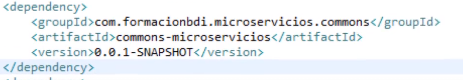 <dependency>
<groupId>com.formacionbdi.microservicios.commons</groupId>
<artifactId>commons-microservicios</artifactId>
<version>0.0.1-SNAPSHOT</version>
</dependency>